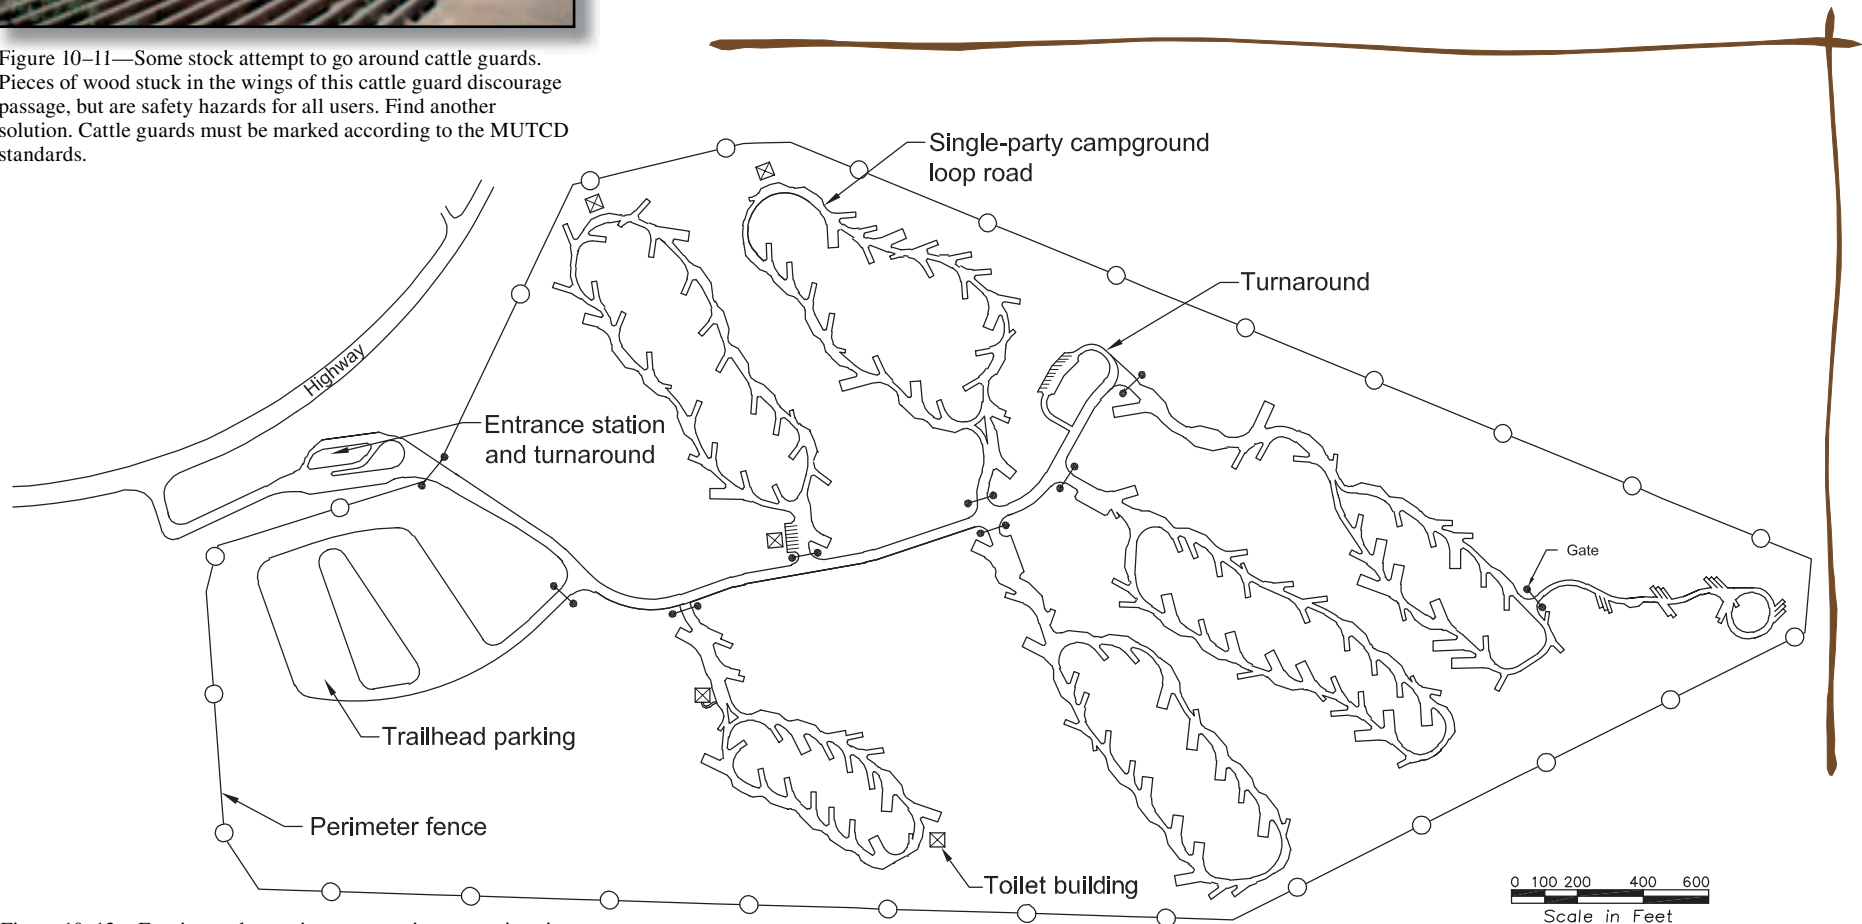 Figure 10–11—Some stock attempt to go around cattle guards.
Pieces of wood stuck in the wings of this cattle guard discourage
passage, but are safety hazards for all users. Find another
solution. Cattle guards must be marked according to the MUTCD
standards.
Single-party campground
loop road
Turnaround
Highway
Entrance station
and turnaround
Gate
Trailhead parking
Perimeter fence
Toilet building
0 100 200 400 600
Scale in Feet